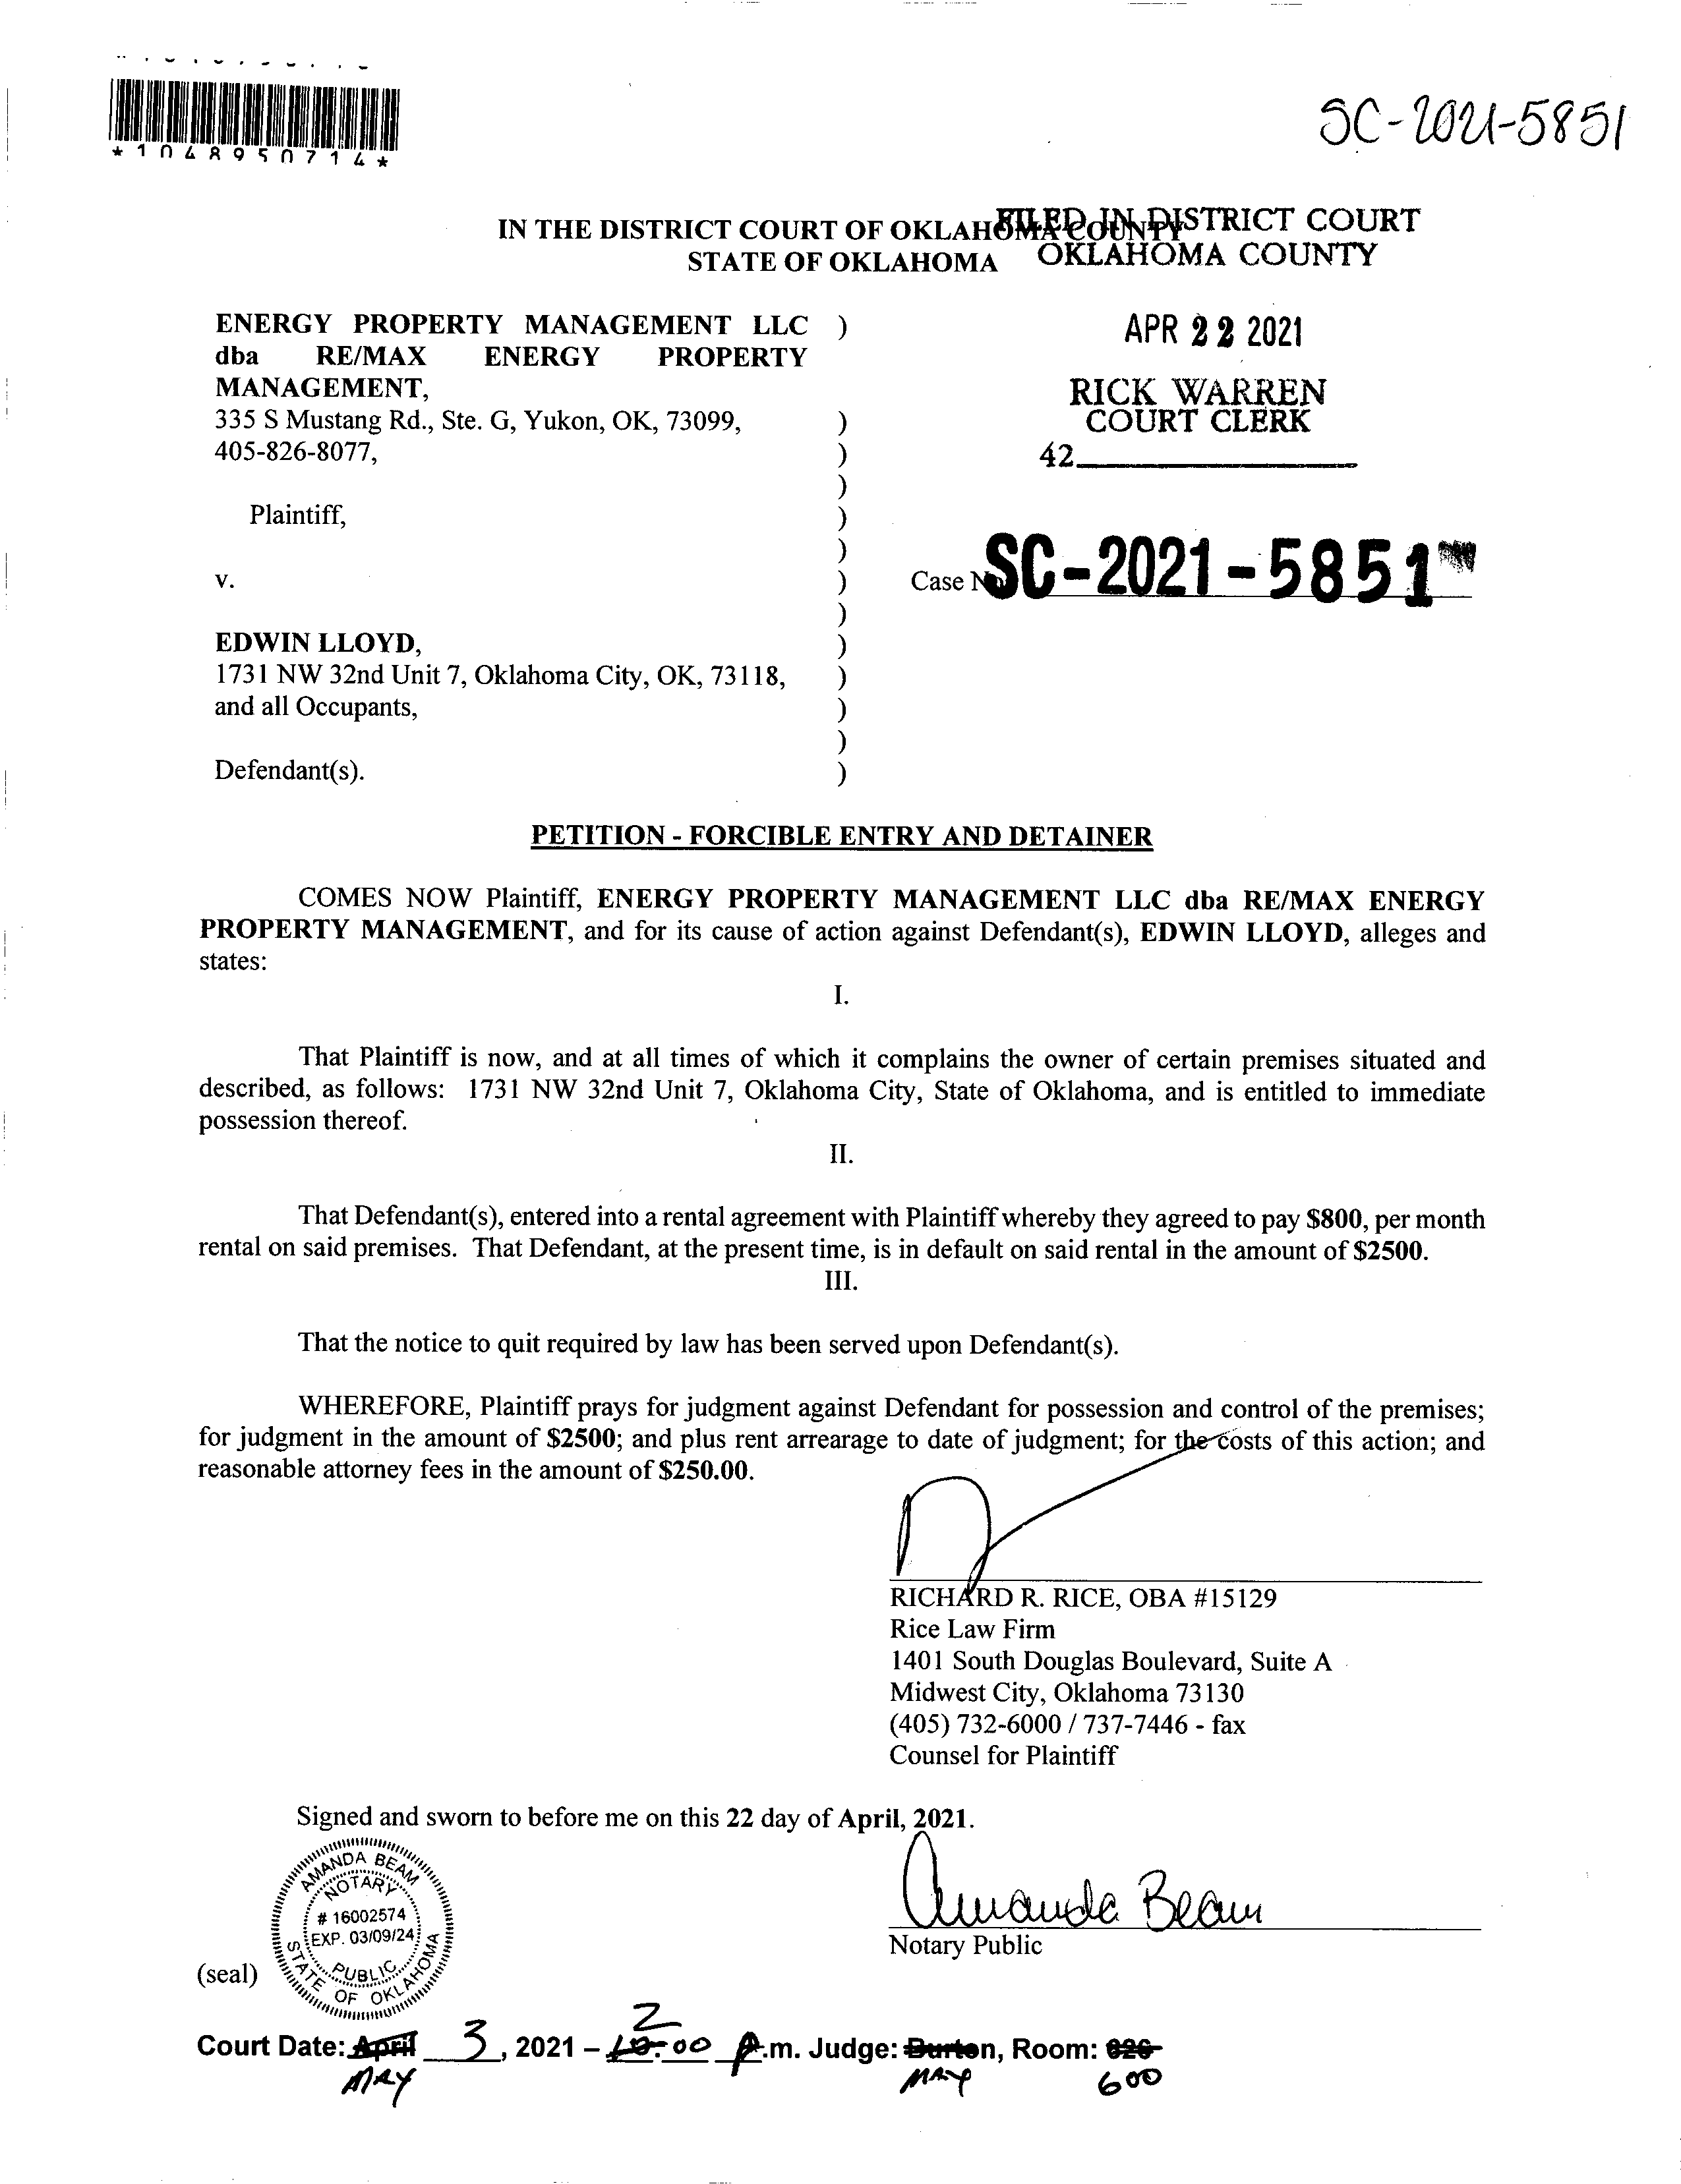 *1048950714*
SC-2021-5851
IN THE DISTRICT COURT OF OKLAHOMA COUNTY
STATE OF OKLAHOMA
FILED IN DISTRICT COURT
OKLAHOMA COUNTY
APR 22 2021
RICK WARREN
COURT CLERK
42
ENERGY PROPERTY MANAGEMENT LLC )
dba RE/MAX ENERGY PROPERTY
MANAGEMENT,
335 S Mustang Rd., Ste. G, Yukon, OK, 73099, )
405-826-8077, )
)
Plaintiff, )
)
v. )
Case No. SC-2021-5851
)
EDWIN LLOYD, )
1731 NW 32nd Unit 7, Oklahoma City, OK, 73118, )
and all Occupants, )
)
Defendant(s). )
PETITION - FORCIBLE ENTRY AND DETAINER
COMES NOW Plaintiff, ENERGY PROPERTY MANAGEMENT LLC dba RE/MAX ENERGY
PROPERTY MANAGEMENT, and for its cause of action against Defendant(s), EDWIN LLOYD, alleges and
states:
I.
That Plaintiff is now, and at all times of which it complains the owner of certain premises situated and
described, as follows: 1731 NW 32nd Unit 7, Oklahoma City, State of Oklahoma, and is entitled to immediate
possession thereof.
II.
That Defendant(s), entered into a rental agreement with Plaintiff whereby they agreed to pay $800, per month
rental on said premises. That Defendant, at the present time, is in default on said rental in the amount of $2500.
III.
That the notice to quit required by law has been served upon Defendant(s).
WHEREFORE, Plaintiff prays for judgment against Defendant for possession and control of the premises;
for judgment in the amount of $2500; and plus rent arrearage to date of judgment; for the costs of this action; and
reasonable attorney fees in the amount of $250.00.
RICHARD R. RICE, OBA #15129
Rice Law Firm
1401 South Douglas Boulevard, Suite A
Midwest City, Oklahoma 73130
(405) 732-6000 / 737-7446 - fax
Counsel for Plaintiff
Signed and sworn to before me on this 22 day of April, 2021.
AMANDA BEAM
NOTARY
# 16002574
EXP. 03/09/24
PUBLIC
STATE OF OKLAHOMA
(seal)
Amanda Beam
Notary Public
2
Court Date: April 3, 2021 – 10:00 p.m. Judge: Burton, Room: 626
MAY MAY 600